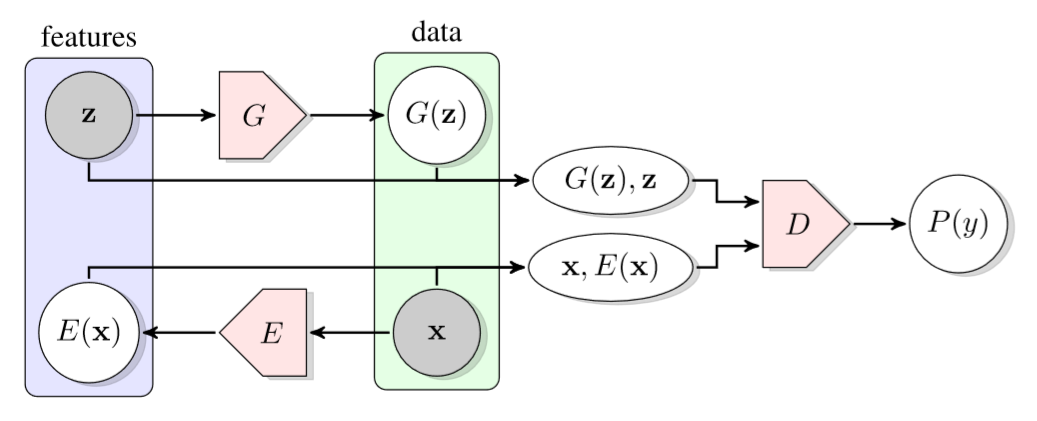 features
data
z
G
G(z)
G(z), z
D
P(y)
x, E(x)
E(x)
E
x